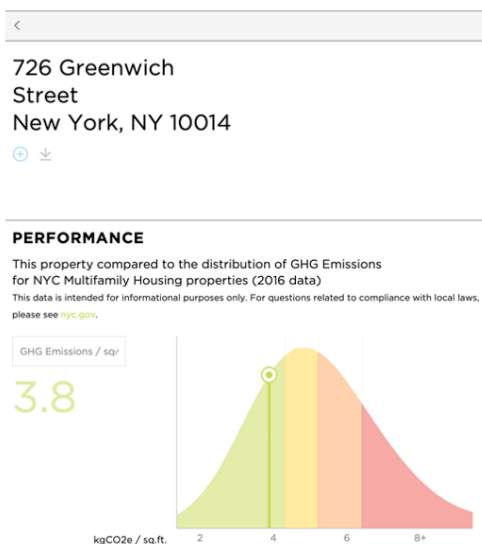 726 Greenwich
Street
New York, NY 10014
PERFORMANCE
This property compared to the distribution of GHG Emissions
for NYC Multifamily Housing properties (2016 data)
This data is intended for informational purposes only. For questions related to compliance with local laws,
please see nyc.gov.
GHG Emissions /
3.8
kgCO2e / sq.ft.
2 4 6 8+